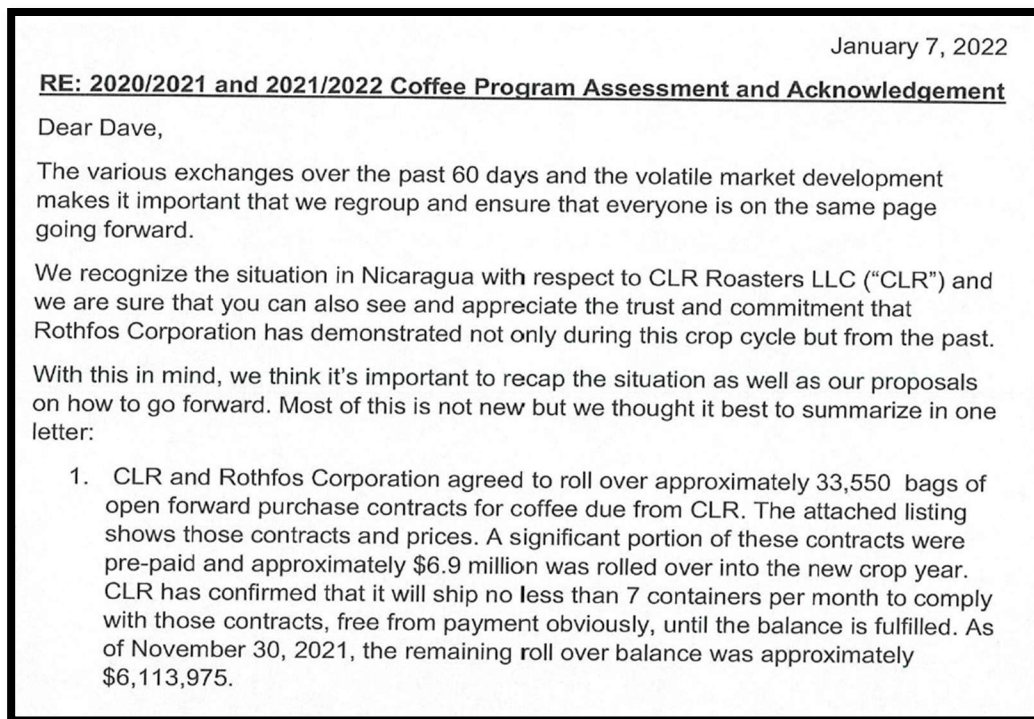 January 7, 2022
RE: 2020/2021 and 2021/2022 Coffee Program Assessment and Acknowledgement
Dear Dave,
The various exchanges over the past 60 days and the volatile market development
makes it important that we regroup and ensure that everyone is on the same page
going forward.
We recognize the situation in Nicaragua with respect to CLR Roasters LLC (“CLR”) and
we are sure that you can also see and appreciate the trust and commitment that
Rothfos Corporation has demonstrated not only during this crop cycle but from the past.
With this in mind, we think it’s important to recap the situation as well as our proposals
on how to go forward. Most of this is not new but we thought it best to summarize in one
letter:
1. CLR and Rothfos Corporation agreed to roll over approximately 33,550 bags of
open forward purchase contracts for coffee due from CLR. The attached listing
shows those contracts and prices. A significant portion of these contracts were
pre-paid and approximately $6.9 million was rolled over into the new crop year.
CLR has confirmed that it will ship no less than 7 containers per month to comply
with those contracts, free from payment obviously, until the balance is fulfilled. As
of November 30, 2021, the remaining roll over balance was approximately
$6,113,975.